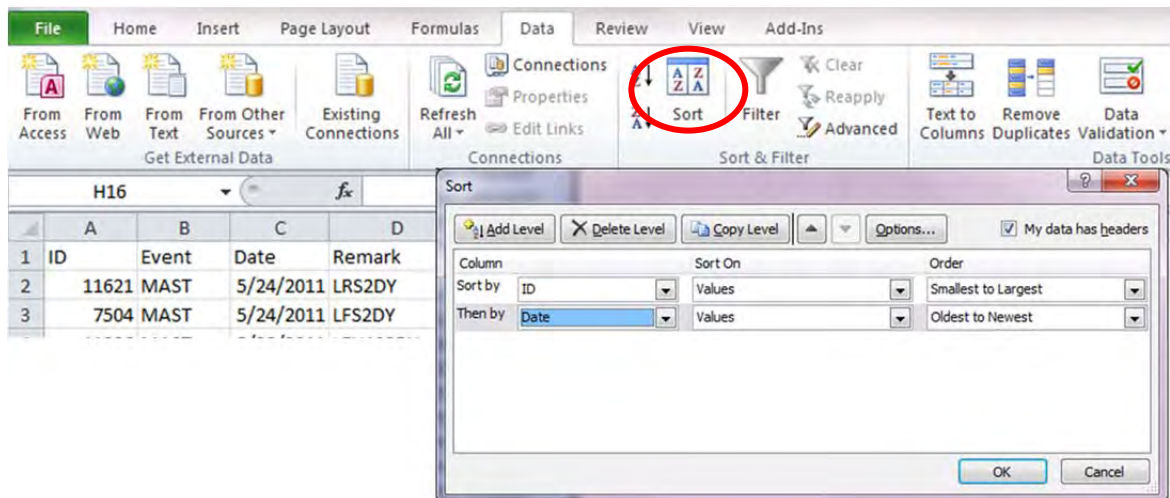 File Home Insert Page Layout Formulas Data Review View Add-Ins
From Access
From Web
From Text
From Other Sources
Existing Connections
Get External Data
Refresh All
Connections
Properties
Edit Links
Connections
Sort
Filter
Clear
Reapply
Advanced
Sort & Filter
Text to Columns
Remove Duplicates
Data Validation
Data Tools
H16 fx
A B C D
1 ID Event Date Remark
2 11621 MAST 5/24/2011 LRS2DY
3 7504 MAST 5/24/2011 LFS2DY
Sort
Add Level Delete Level Copy Level Options... My data has headers
Column Sort On Order
Sort by ID Values Smallest to Largest
Then by Date Values Oldest to Newest
OK Cancel